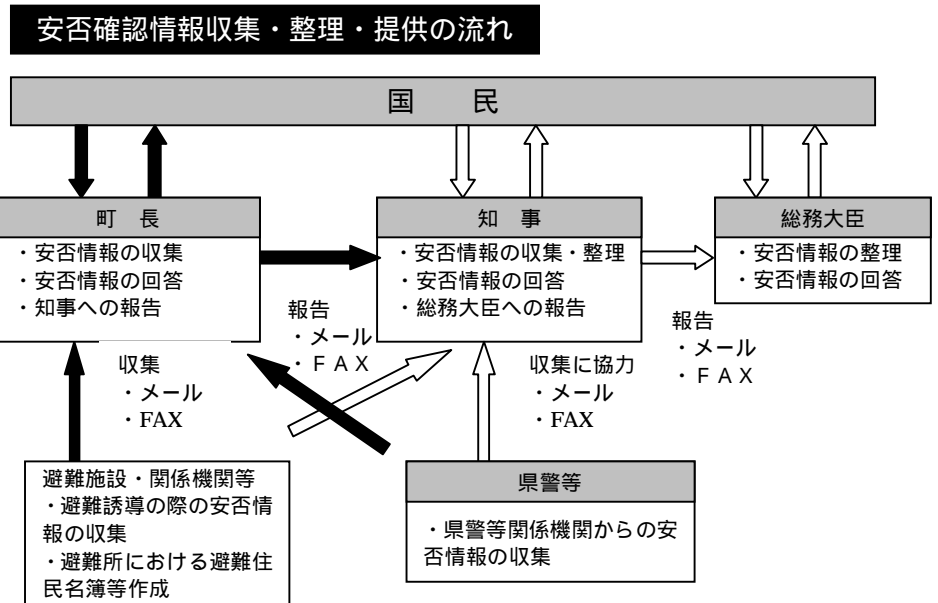 安否確認情報収集・整理・提供の流れ
国　　民
町　長
・安否情報の収集
・安否情報の回答
・知事への報告
知　事
・安否情報の収集・整理
・安否情報の回答
・総務大臣への報告
総務大臣
・安否情報の整理
・安否情報の回答
報告
・メール
・ＦＡＸ
報告
・メール
・ＦＡＸ
収集
・メール
・FAX
収集に協力
・メール
・FAX
避難施設・関係機関等
・避難誘導の際の安否情
報の収集
・避難所における避難住
民名簿等作成
県警等
・県警等関係機関からの安
否情報の収集